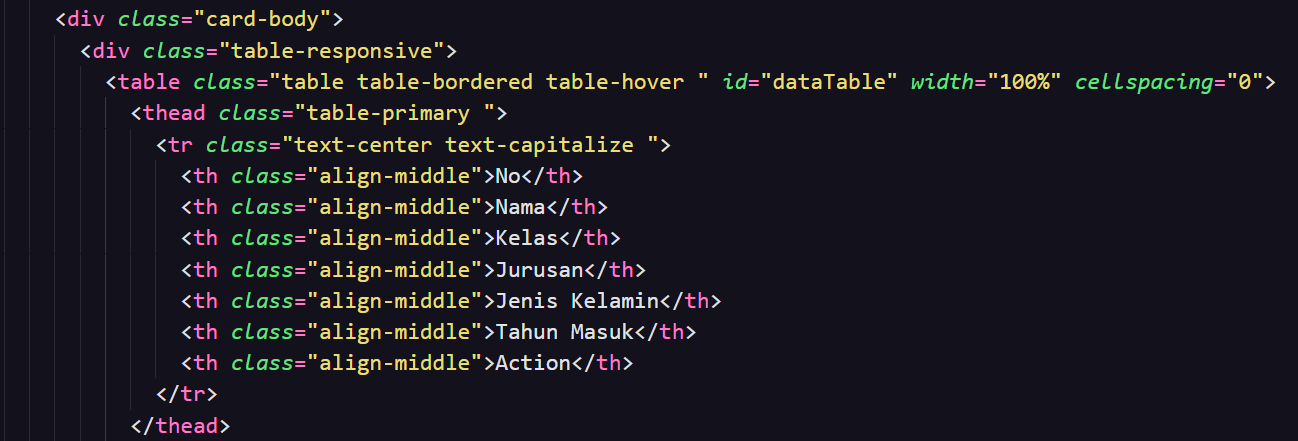 <div class="card-body">
<div class="table-responsive">
<table class="table table-bordered table-hover " id="dataTable" width="100%" cellspacing="0">
<thead class="table-primary ">
<tr class="text-center text-capitalize ">
<th class="align-middle">No</th>
<th class="align-middle">Nama</th>
<th class="align-middle">Kelas</th>
<th class="align-middle">Jurusan</th>
<th class="align-middle">Jenis Kelamin</th>
<th class="align-middle">Tahun Masuk</th>
<th class="align-middle">Action</th>
</tr>
</thead>